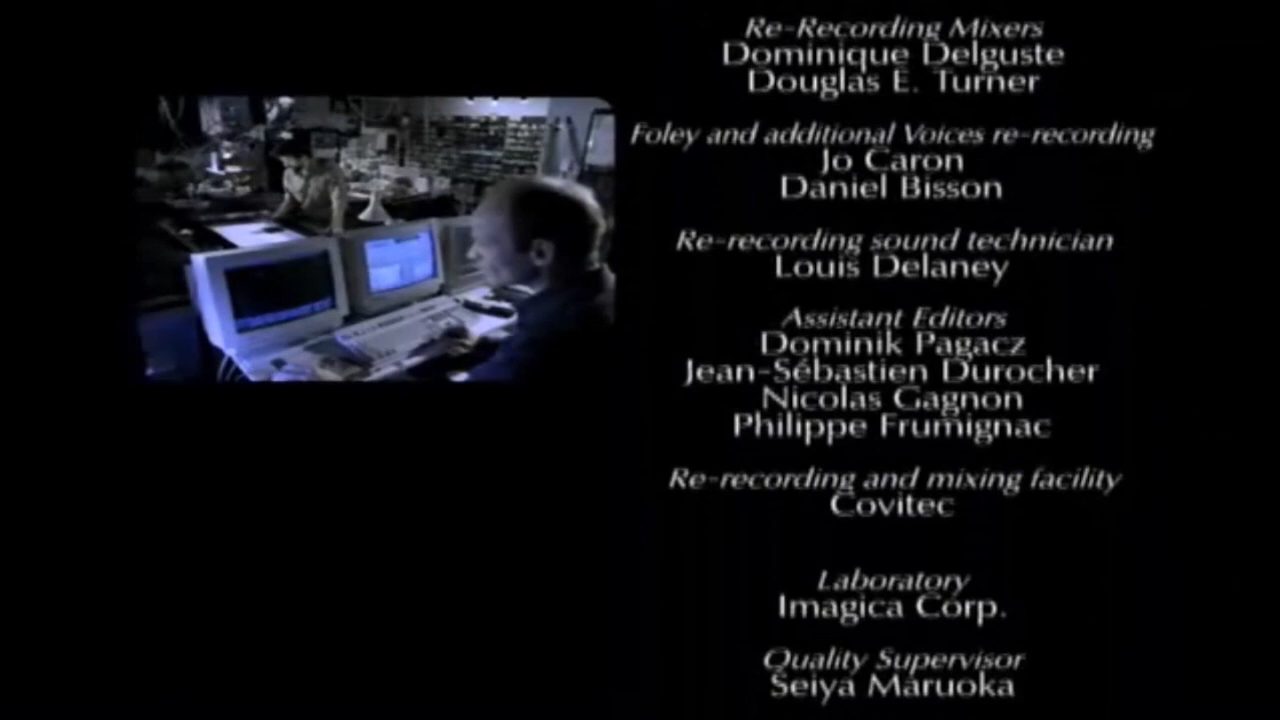 Re-Recording Mixers
Dominique Delguste
Douglas E. Turner
Foley and additional Voices re-recording
Jo Caron
Daniel Bisson
Re-recording sound technician
Louis Delaney
Assistant Editors
Dominik Pagacz
Jean-Sébastien Durocher
Nicolas Gagnon
Philippe Frumignac
Re-recording and mixing facility
Covitec
Laboratory
Imagica Corp.
Quality Supervisor
Seiya Maruoka